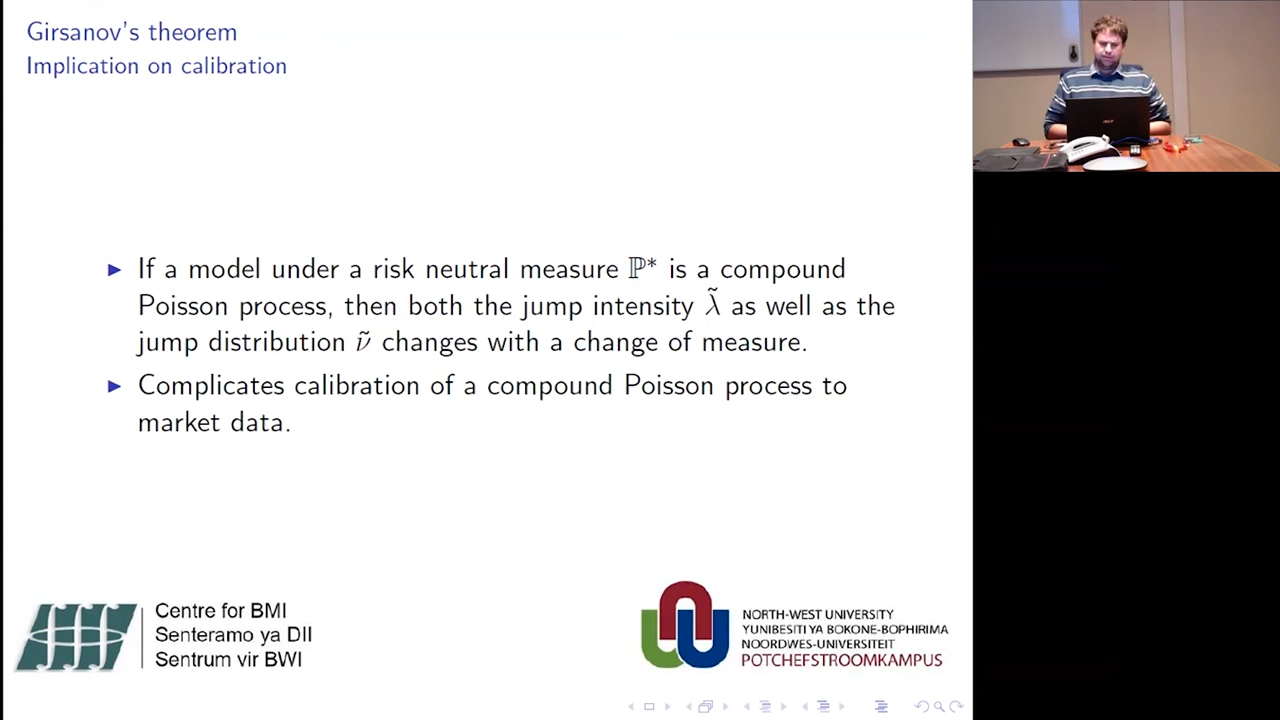 Girsanov's theorem
Implication on calibration
► If a model under a risk neutral measure ℙ* is a compound
Poisson process, then both the jump intensity λ̃ as well as the
jump distribution ν̃ changes with a change of measure.
► Complicates calibration of a compound Poisson process to
market data.
Centre for BMI
Senteramo ya DII
Sentrum vir BWI
NORTH-WEST UNIVERSITY
YUNIBESITI YA BOKONE-BOPHIRIMA
NOORDWES-UNIVERSITEIT
POTCHEFSTROOMKAMPUS
acer